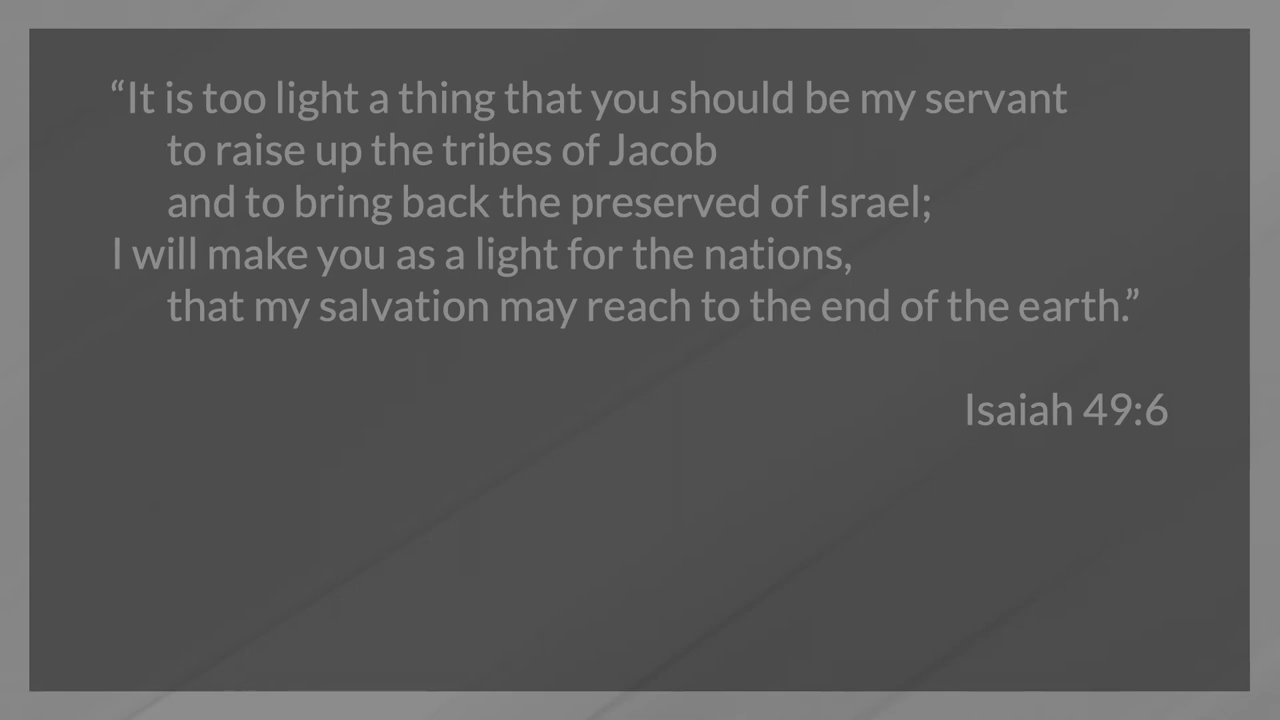 “It is too light a thing that you should be my servant
to raise up the tribes of Jacob
and to bring back the preserved of Israel;
I will make you as a light for the nations,
that my salvation may reach to the end of the earth.”
Isaiah 49:6